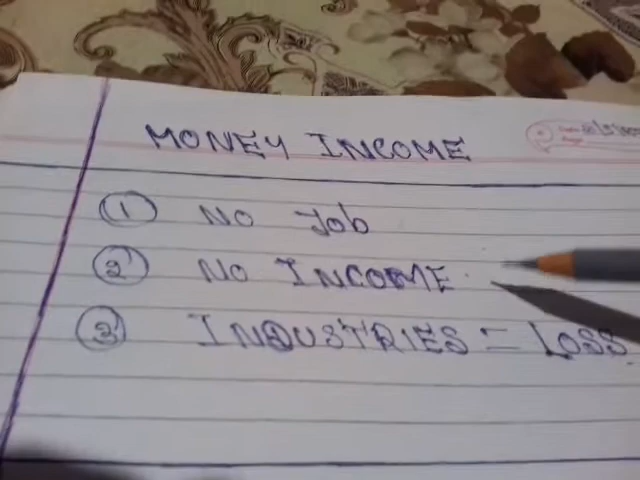 MONEY INCOME
1 NO Job
2 NO INCOME
3 INDUSTRIES = LOSS